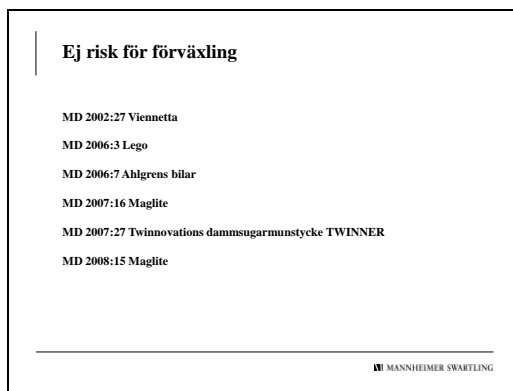 Ej risk för förväxling
MD 2002:27 Viennetta
MD 2006:3 Lego
MD 2006:7 Ahlgrens bilar
MD 2007:16 Maglite
MD 2007:27 Twinnovations dammsugarmunstycke TWINNER
MD 2008:15 Maglite
MANNHEIMER SWARTLING